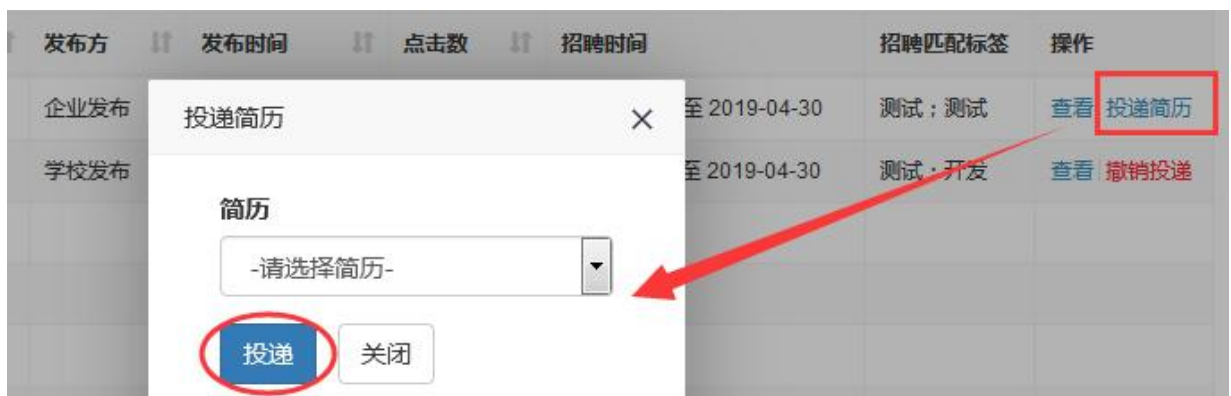 发布方 发布时间 点击数 招聘时间 招聘匹配标签 操作
企业发布 至 2019-04-30 测试；测试 查看 投递简历
投递简历 ×
学校发布 至 2019-04-30 测试；开发 查看 撤销投递
简历
-请选择简历-
投递 关闭